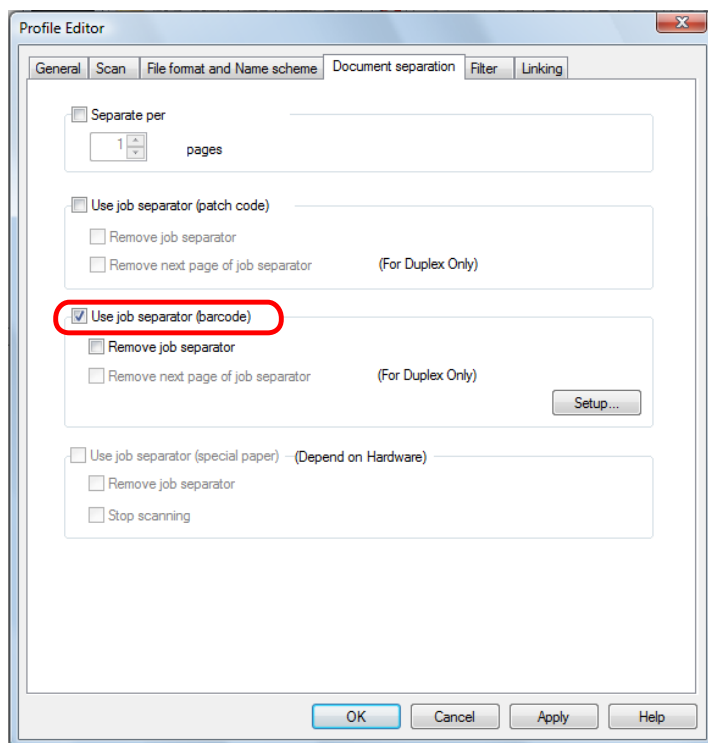 Profile Editor
General Scan File format and Name scheme Document separation Filter Linking
Separate per
1 pages
Use job separator (patch code)
Remove job separator
Remove next page of job separator (For Duplex Only)
Use job separator (barcode)
Remove job separator
Remove next page of job separator (For Duplex Only)
Setup...
Use job separator (special paper) (Depend on Hardware)
Remove job separator
Stop scanning
OK Cancel Apply Help